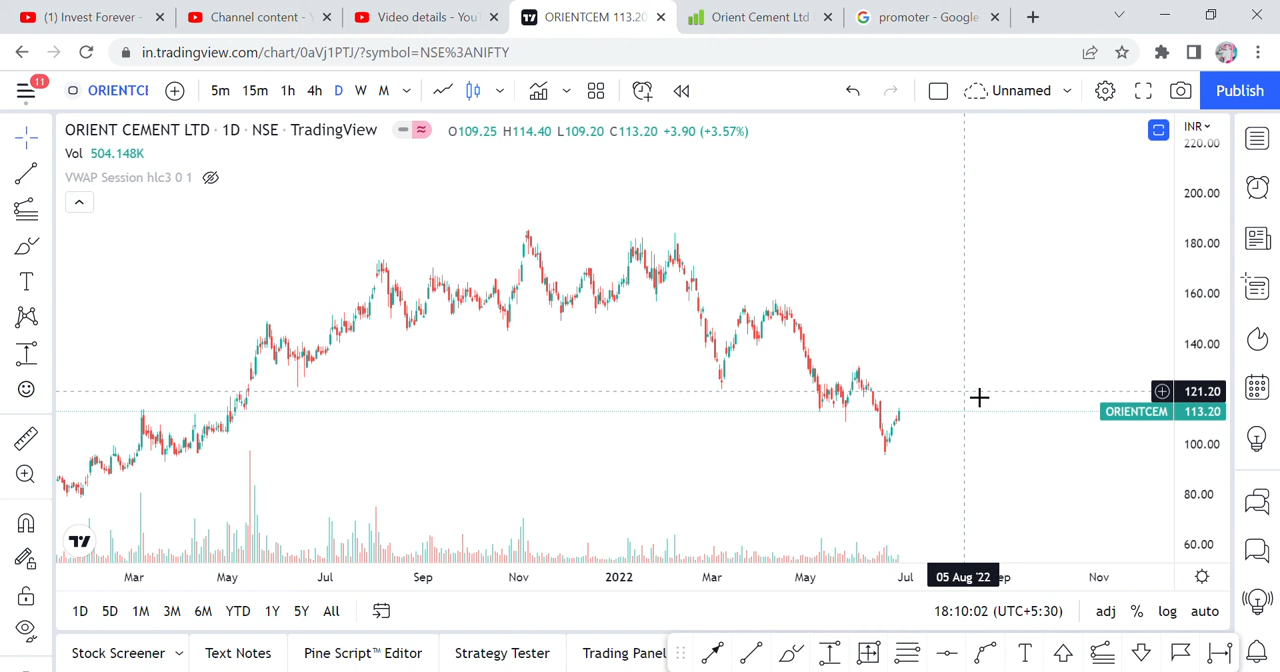 (1) Invest Forever -
Channel content -
Video details - You
ORIENTCEM 113.20
Orient Cement Ltd
promoter - Google
in.tradingview.com/chart/0aVj1PTJ/?symbol=NSE%3ANIFTY
11
ORIENTCI
5m 15m 1h 4h D W M
Unnamed
Publish
ORIENT CEMENT LTD · 1D · NSE · TradingView
O109.25 H114.40 L109.20 C113.20 +3.90 (+3.57%)
INR
220.00
Vol 504.148K
VWAP Session hlc3 0 1
200.00
180.00
160.00
140.00
121.20
ORIENTCEM 113.20
100.00
80.00
60.00
Mar May Jul Sep Nov 2022 Mar May Jul 05 Aug '22 ep Nov
1D 5D 1M 3M 6M YTD 1Y 5Y All
18:10:02 (UTC+5:30) adj % log auto
Stock Screener Text Notes Pine Script™ Editor Strategy Tester Trading Panel